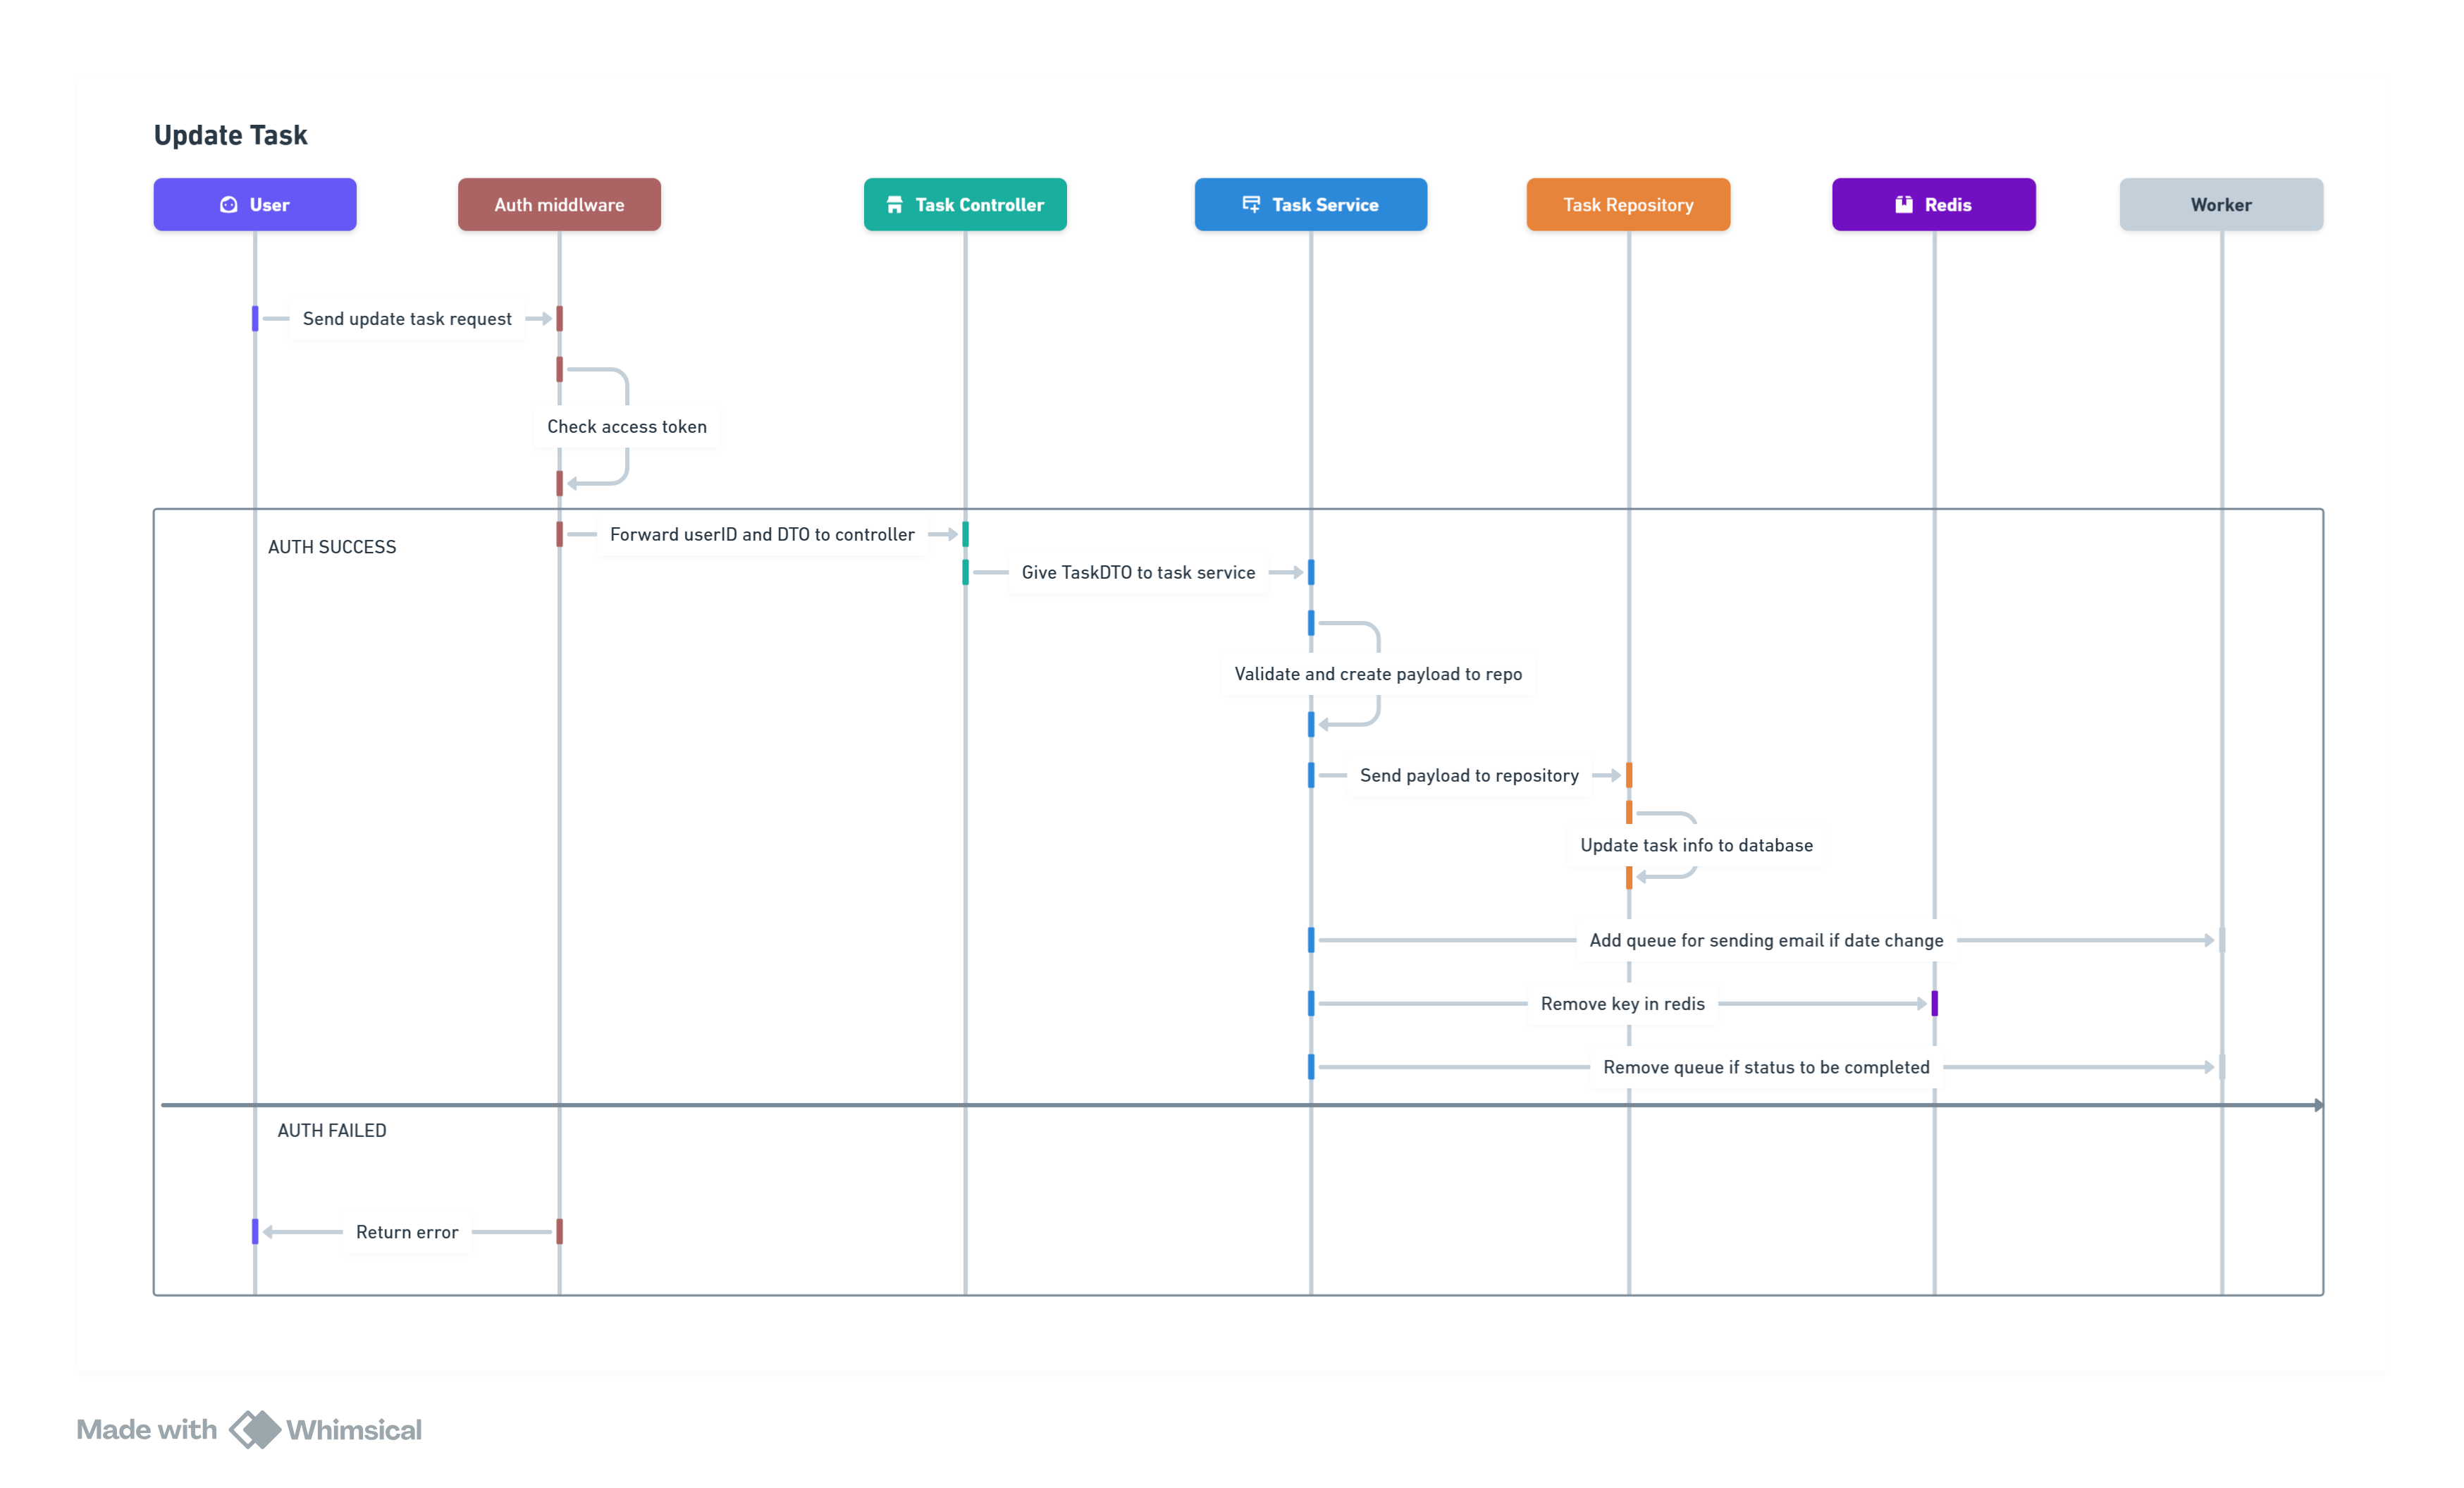 Update Task
User
Auth middlware
Task Controller
Task Service
Task Repository
Redis
Worker
Send update task request
Check access token
AUTH SUCCESS
Forward userID and DTO to controller
Give TaskDTO to task service
Validate and create payload to repo
Send payload to repository
Update task info to database
Add queue for sending email if date change
Remove key in redis
Remove queue if status to be completed
AUTH FAILED
Return error
Made with Whimsical